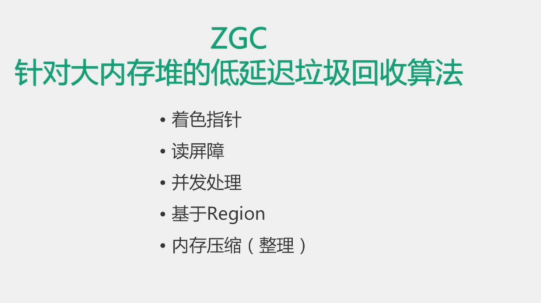 ZGC
针对大内存堆的低延迟垃圾回收算法
• 着色指针
• 读屏障
• 并发处理
• 基于Region
• 内存压缩（整理）